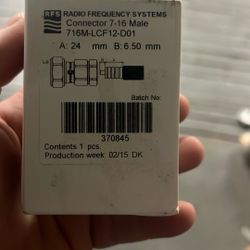 RFS RADIO FREQUENCY SYSTEMS
Connector 7-16 Male
716M-LCF12-D01
A: 24 mm B: 6.50 mm
Batch No:
370845
Contents 1 pcs.
Production week: 02/15 DK